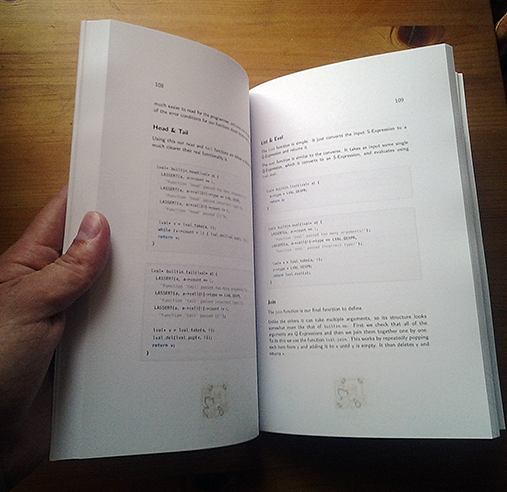 108
much easier to read by the programmer, and
of the error conditions for our functions
Head & Tail
Using this our head and tail functions are
much clearer their real functionality is
lval* builtin_head(lval* a) {
LASSERT(a, a->count == 1,
"Function 'head' passed too many arguments
LASSERT(a, a->cell[0]->type == LVAL_QEXPR,
"Function 'head' passed incorrect type
LASSERT(a, a->cell[0]->count
"Function 'head' passed {}
lval* v = lval_take(a, 0);
while (v->count > 1) { lval_del(lval_pop(v,
return v;
}
lval* builtin_tail(lval* a) {
LASSERT(a, a->count == 1,
"Function 'tail' passed too many arguments
LASSERT(a, a->cell[0]->type == LVAL_QEXPR,
"Function 'tail' passed incorrect
LASSERT(a, a->cell[0]->count
"Function 'tail' passed {}
lval* v = lval_take(a, 0);
lval_del(lval_pop(v, 0));
return v;
}
109
List & Eval
The list function is simple. It just converts the input S-Expression to a
Q-Expression and returns it.
The eval function is similar to the converse. It takes as input some single
Q-Expression, which it converts to an S-Expression, and evaluates using
lval_eval.
lval* builtin_list(lval* a) {
a->type = LVAL_QEXPR;
return a;
}
lval* builtin_eval(lval* a) {
LASSERT(a, a->count == 1,
"Function 'eval' passed too many arguments!");
LASSERT(a, a->cell[0]->type == LVAL_QEXPR,
"Function 'eval' passed incorrect type!");
lval* x = lval_take(a, 0);
x->type = LVAL_SEXPR;
return lval_eval(x);
}
Join
The join function is our final function to define.
Unlike the others it can take multiple arguments, so its structure looks
somewhat more like that of builtin_op. First we check that all of the
arguments are Q-Expressions and then we join them together one by one.
To do this we use the function lval_join. This works by repeatedly popping
each item from y and adding it to x until y is empty. It then deletes y and
returns x.